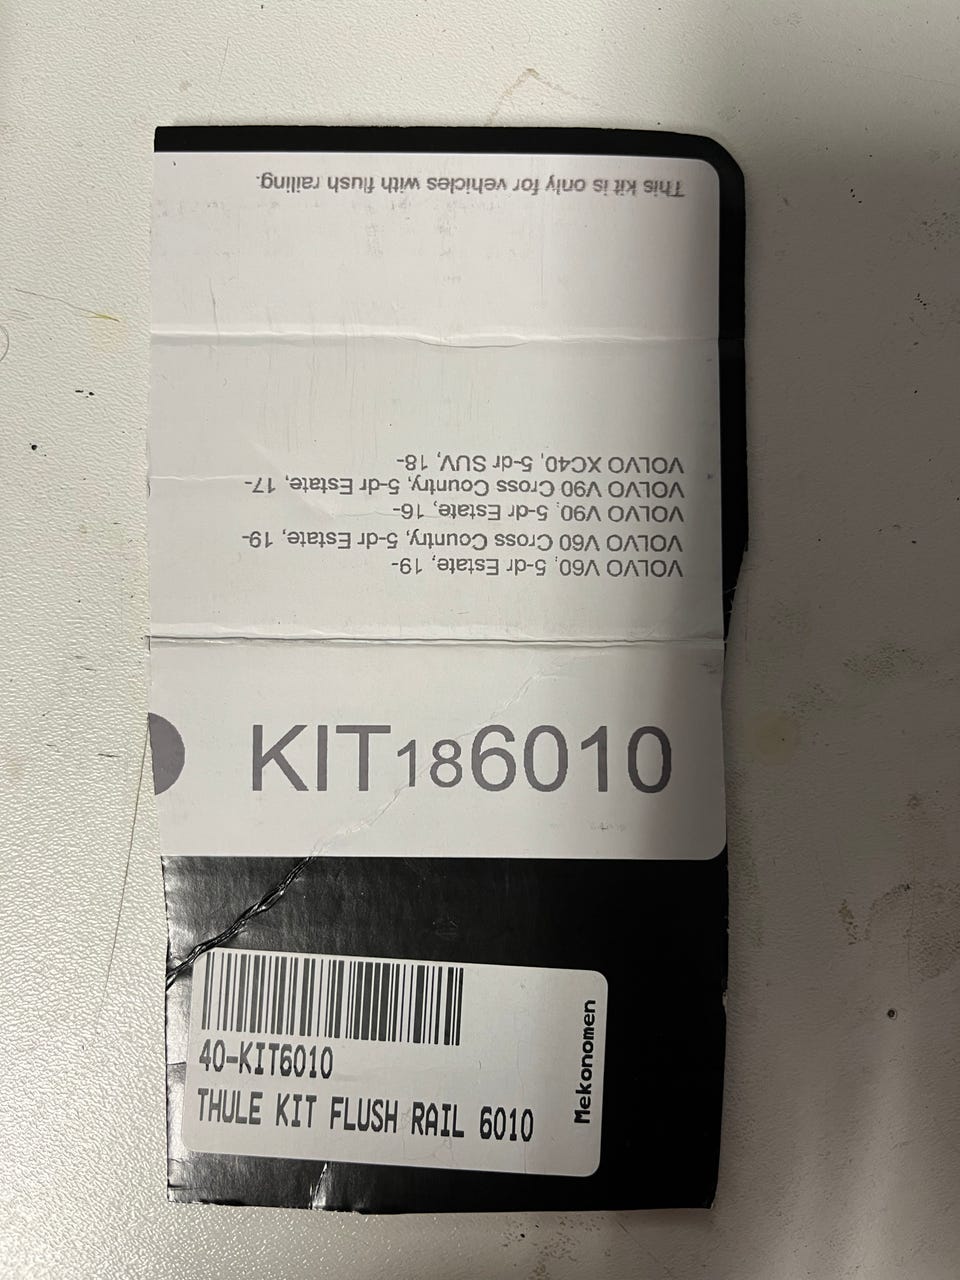 This kit is only for vehicles with flush railing.
VOLVO V60, 5-dr Estate, 19-
VOLVO V60 Cross Country, 5-dr Estate, 19-
VOLVO V90, 5-dr Estate, 16-
VOLVO V90 Cross Country, 5-dr Estate, 17-
VOLVO XC40, 5-dr SUV, 18-
KIT186010
40-KIT6010
THULE KIT FLUSH RAIL 6010
Mekonomen